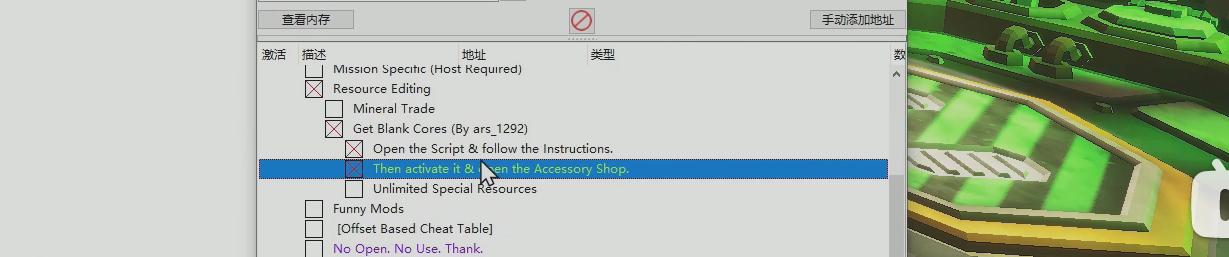 查看内存 手动添加地址
激活 描述 地址 类型 数
Mission Specific (Host Required)
Resource Editing
Mineral Trade
Get Blank Cores (By ars_1292)
Open the Script & follow the Instructions.
Then activate it & open the Accessory Shop.
Unlimited Special Resources
Funny Mods
[Offset Based Cheat Table]
No Open. No Use. Thank.